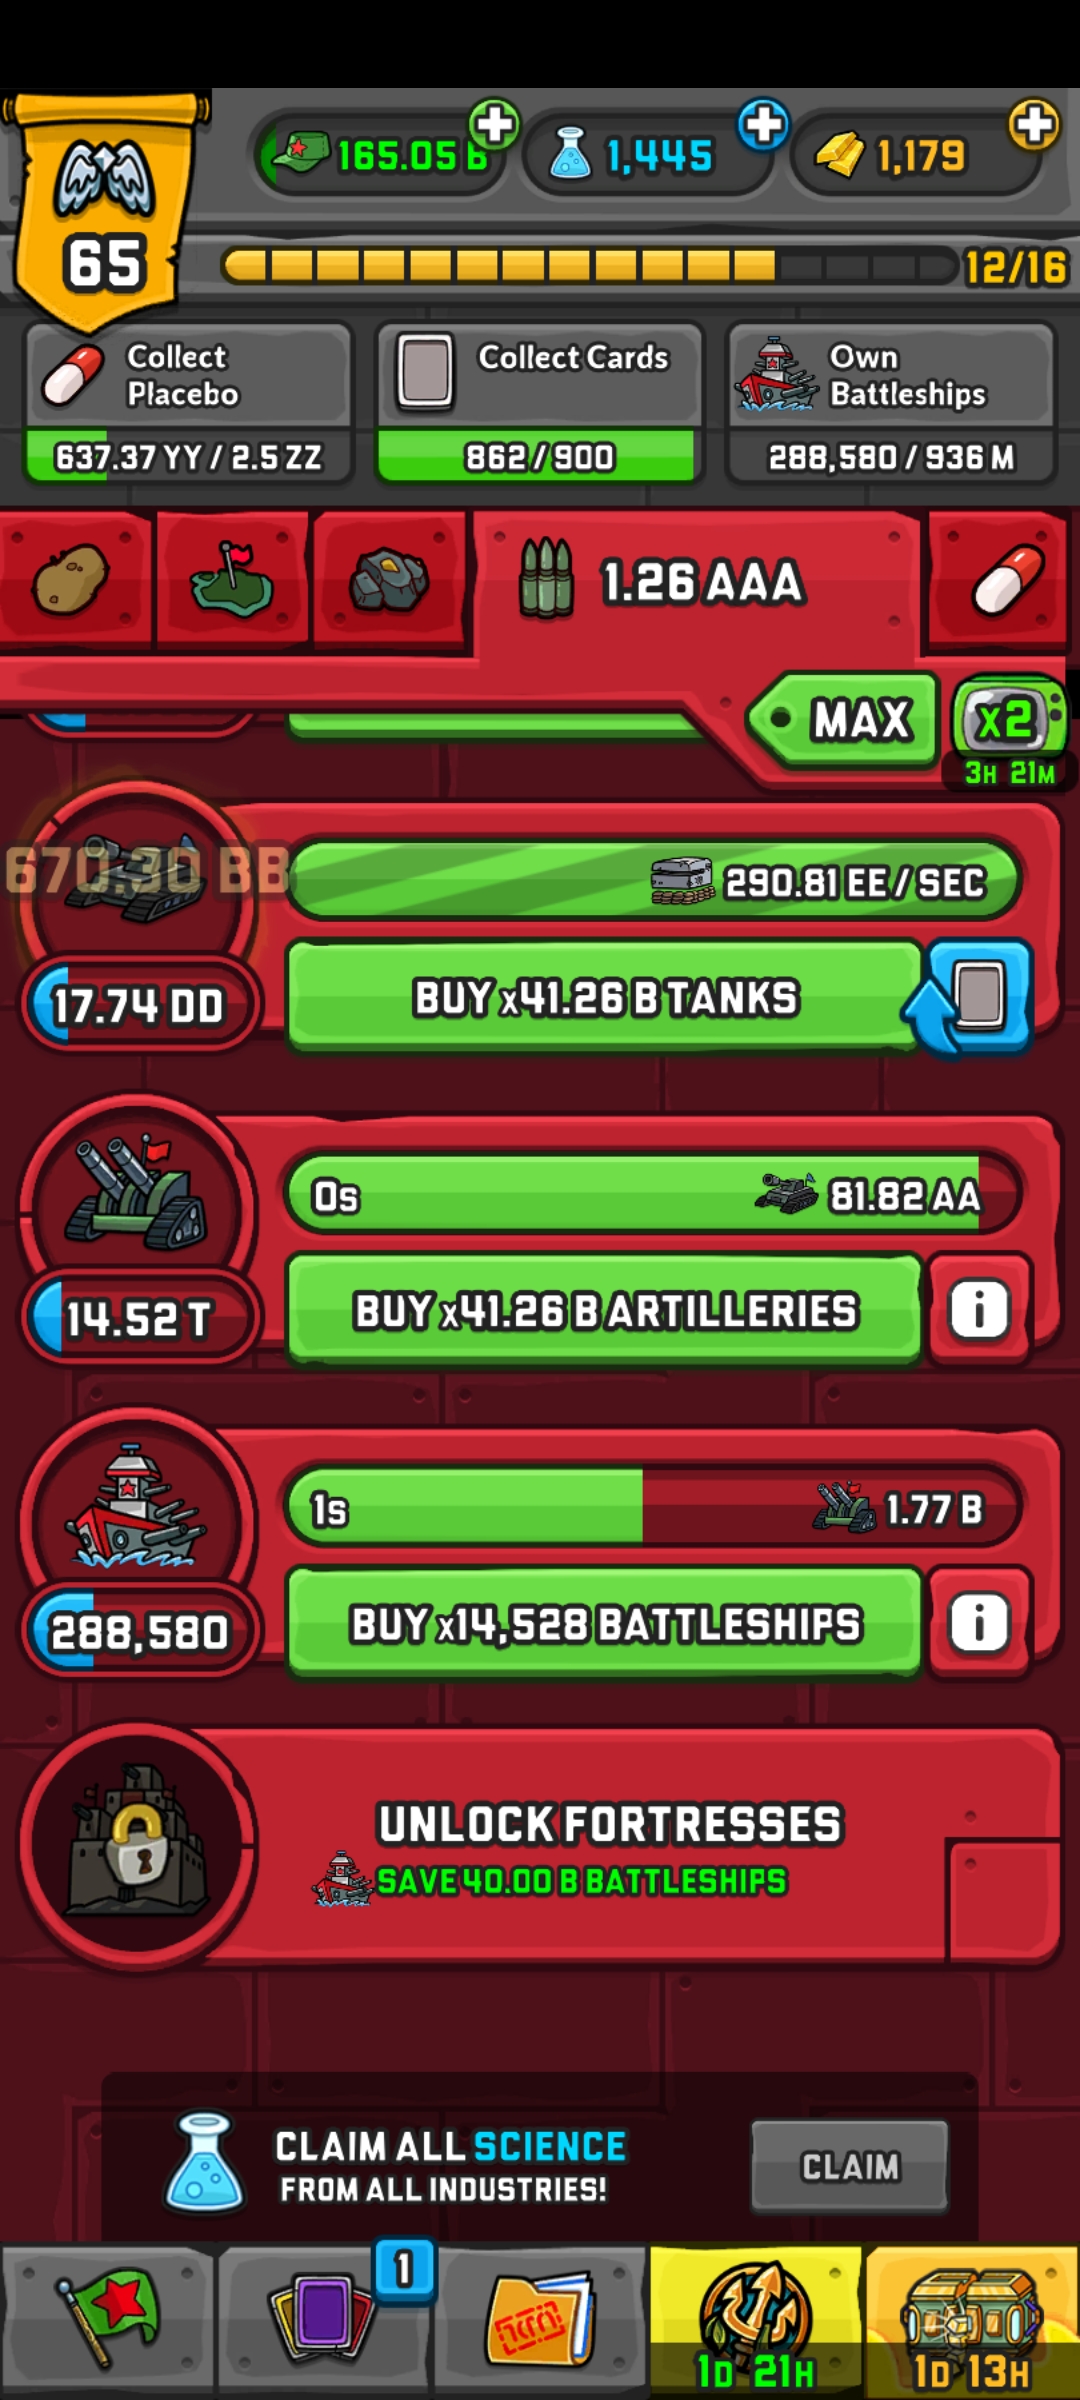 65
165.05 B
1,445
1,179
12/16
Collect
Placebo
637.37 YY / 2.5 ZZ
Collect Cards
862/900
Own
Battleships
288,580 / 936 M
1.26 AAA
MAX
x2
3H 21M
670.30 BB
290.81 EE / SEC
17.74 DD
BUY x41.26 B TANKS
0s
81.82 AA
14.52 T
BUY x41.26 B ARTILLERIES
i
1s
1.77 B
288,580
BUY x14,528 BATTLESHIPS
i
UNLOCK FORTRESSES
SAVE 40.00 B BATTLESHIPS
CLAIM ALL SCIENCE
FROM ALL INDUSTRIES!
CLAIM
1
1D 21H
1D 13H